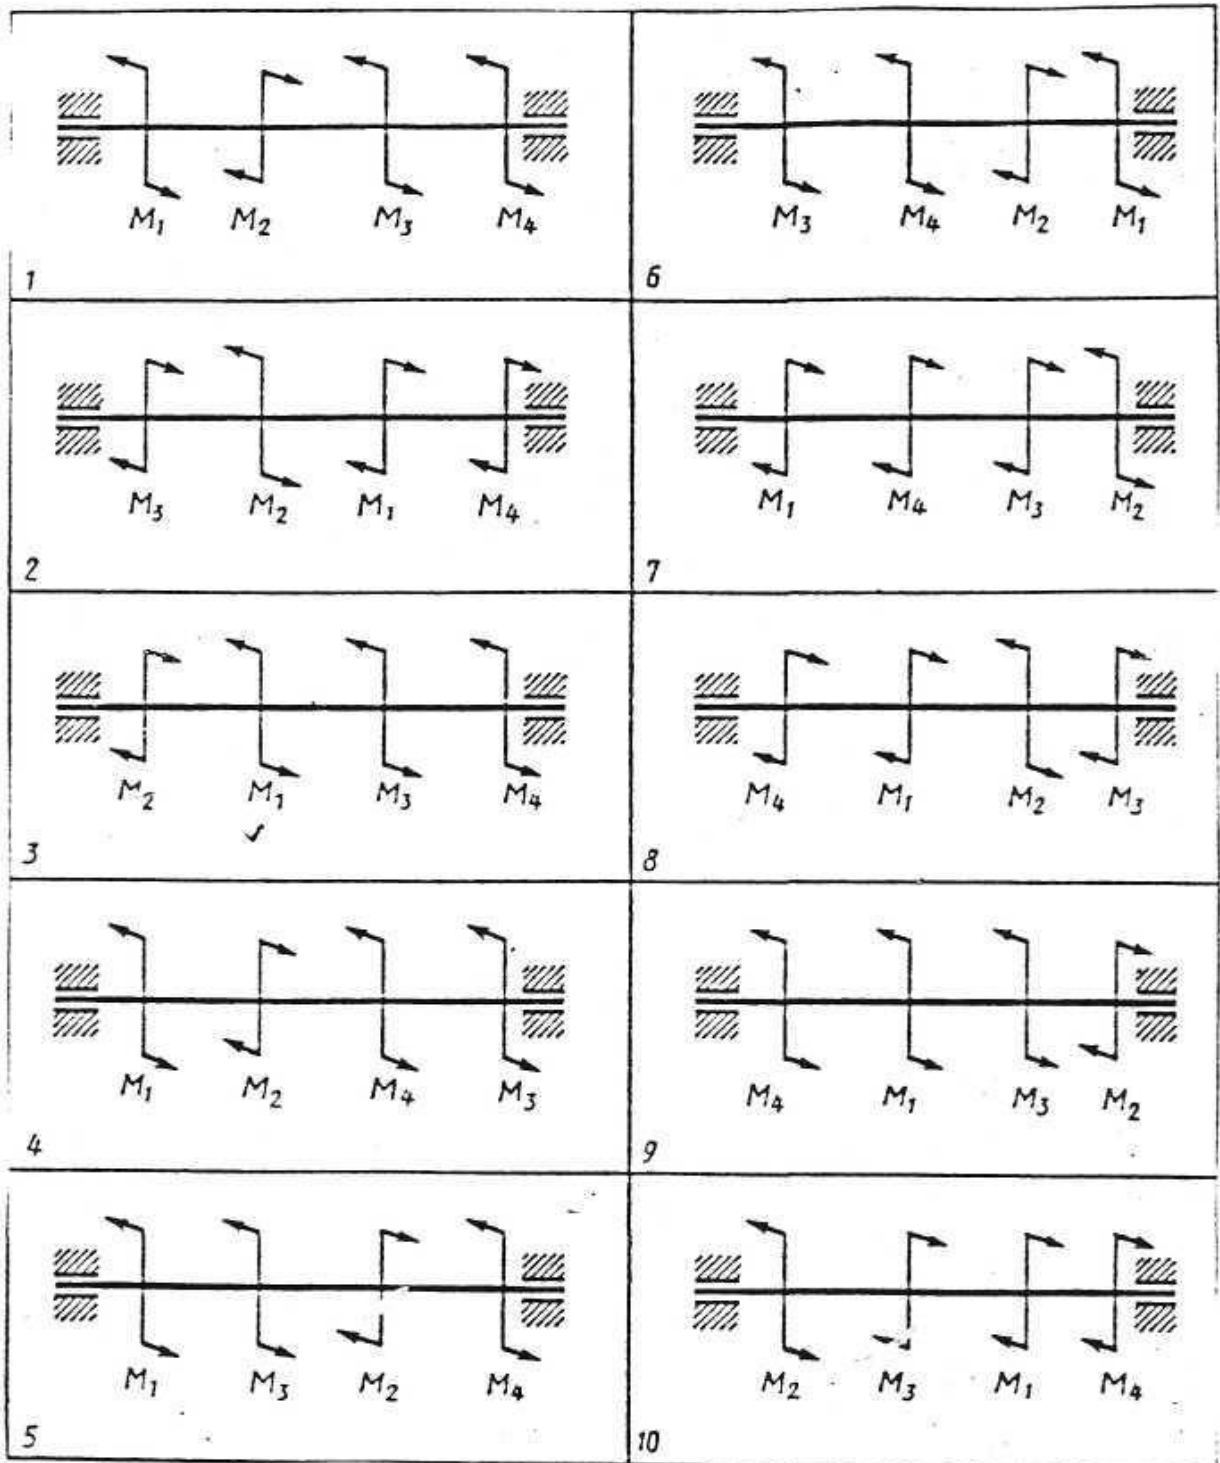 M₁ M₂ M₃ M₄
1
M₃ M₄ M₂ M₁
6
M₃ M₂ M₁ M₄
2
M₁ M₄ M₃ M₂
7
M₂ M₁ M₃ M₄
3
M₄ M₁ M₂ M₃
8
M₁ M₂ M₄ M₃
4
M₄ M₁ M₃ M₂
9
M₁ M₃ M₂ M₄
5
M₂ M₃ M₁ M₄
10